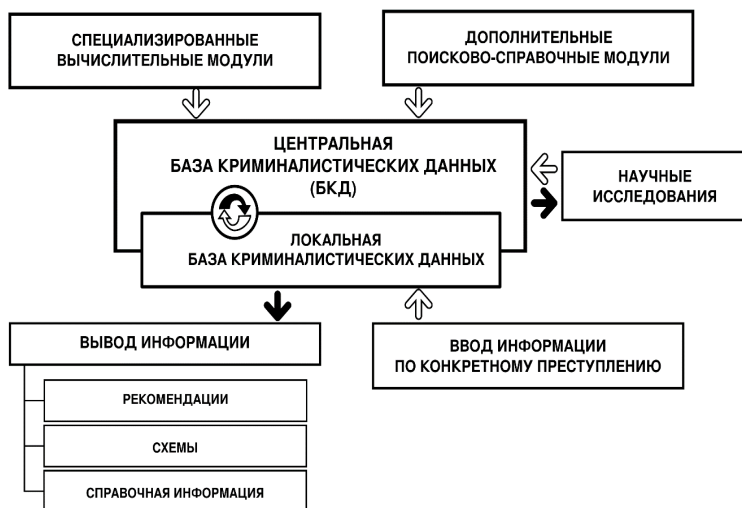 СПЕЦИАЛИЗИРОВАННЫЕ
ВЫЧИСЛИТЕЛЬНЫЕ МОДУЛИ
ДОПОЛНИТЕЛЬНЫЕ
ПОИСКОВО-СПРАВОЧНЫЕ МОДУЛИ
ЦЕНТРАЛЬНАЯ
БАЗА КРИМИНАЛИСТИЧЕСКИХ ДАННЫХ
(БКД)
НАУЧНЫЕ
ИССЛЕДОВАНИЯ
ЛОКАЛЬНАЯ
БАЗА КРИМИНАЛИСТИЧЕСКИХ ДАННЫХ
ВЫВОД ИНФОРМАЦИИ
ВВОД ИНФОРМАЦИИ
ПО КОНКРЕТНОМУ ПРЕСТУПЛЕНИЮ
РЕКОМЕНДАЦИИ
СХЕМЫ
СПРАВОЧНАЯ ИНФОРМАЦИЯ